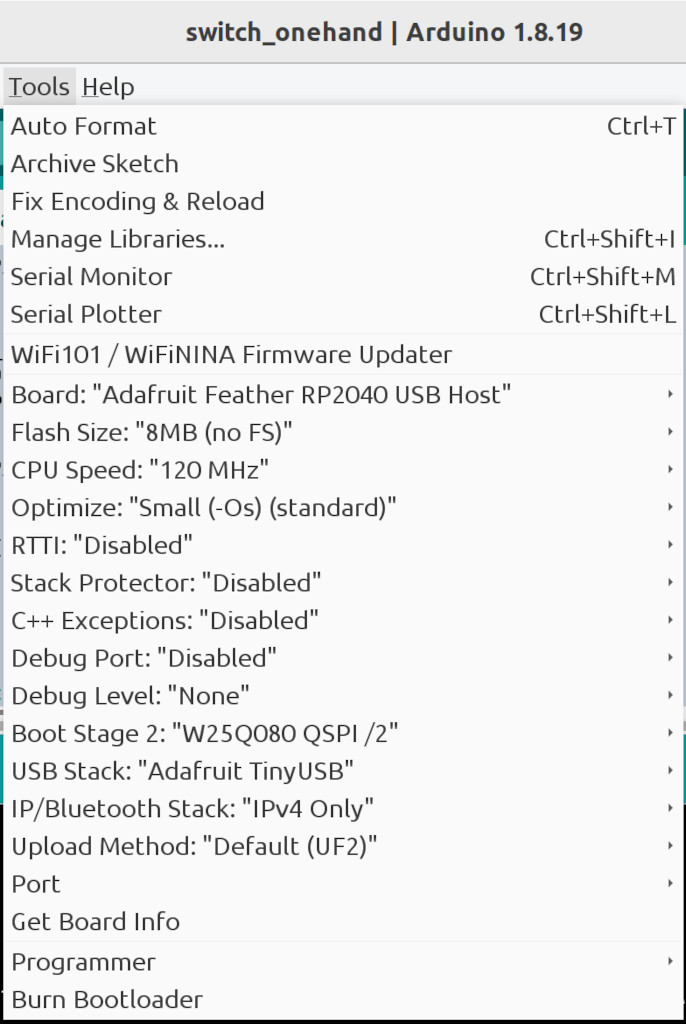 switch_onehand | Arduino 1.8.19
Tools Help
Auto Format Ctrl+T
Archive Sketch
Fix Encoding & Reload
Manage Libraries... Ctrl+Shift+I
Serial Monitor Ctrl+Shift+M
Serial Plotter Ctrl+Shift+L
WiFi101 / WiFiNINA Firmware Updater
Board: "Adafruit Feather RP2040 USB Host"
Flash Size: "8MB (no FS)"
CPU Speed: "120 MHz"
Optimize: "Small (-Os) (standard)"
RTTI: "Disabled"
Stack Protector: "Disabled"
C++ Exceptions: "Disabled"
Debug Port: "Disabled"
Debug Level: "None"
Boot Stage 2: "W25Q080 QSPI /2"
USB Stack: "Adafruit TinyUSB"
IP/Bluetooth Stack: "IPv4 Only"
Upload Method: "Default (UF2)"
Port
Get Board Info
Programmer
Burn Bootloader